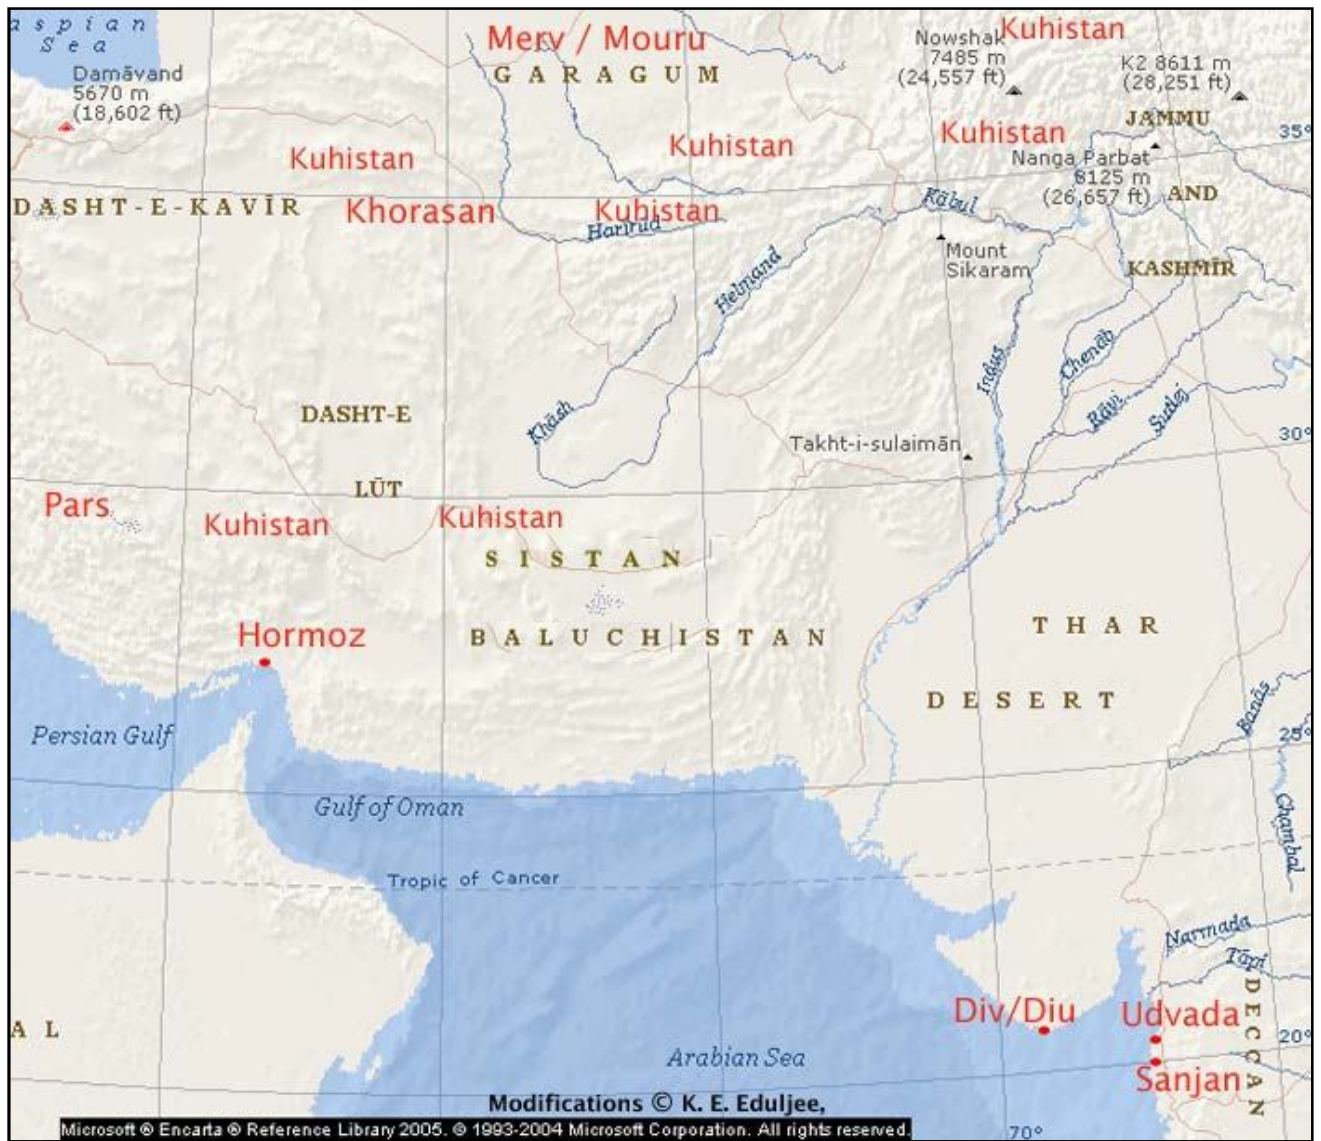 aspian
Sea
Damāvand
5670 m
(18,602 ft)
Merv / Mouru
GARAGUM
Nowshak
7485 m
(24,557 ft)
Kuhistan
K2 8611 m
(28,251 ft)
JAMMU
35°
Kuhistan
Kuhistan
Kuhistan
Nanga Parbat
8125 m
(26,657 ft)
AND
DASHT-E-KAVĪR
Khorasan
Kuhistan
Harirud
Kābul
Mount
Sikaram
KASHMĪR
Helmand
Indus
Chenāb
Rāvi
Sutlej
Khāsh
DASHT-E
LŪT
Takht-i-sulaimān
30°
Pars
Kuhistan
Kuhistan
SISTAN
BALUCHISTAN
THAR
DESERT
Hormoz
Persian Gulf
Gulf of Oman
Banās
25°
Chambal
Tropic of Cancer
Narmada
Tāpi
DECCAN
Div/Diu
Udvada
20°
Sanjan
AL
Arabian Sea
Modifications © K. E. Eduljee,
Microsoft ® Encarta ® Reference Library 2005. © 1993-2004 Microsoft Corporation. All rights reserved.
70°